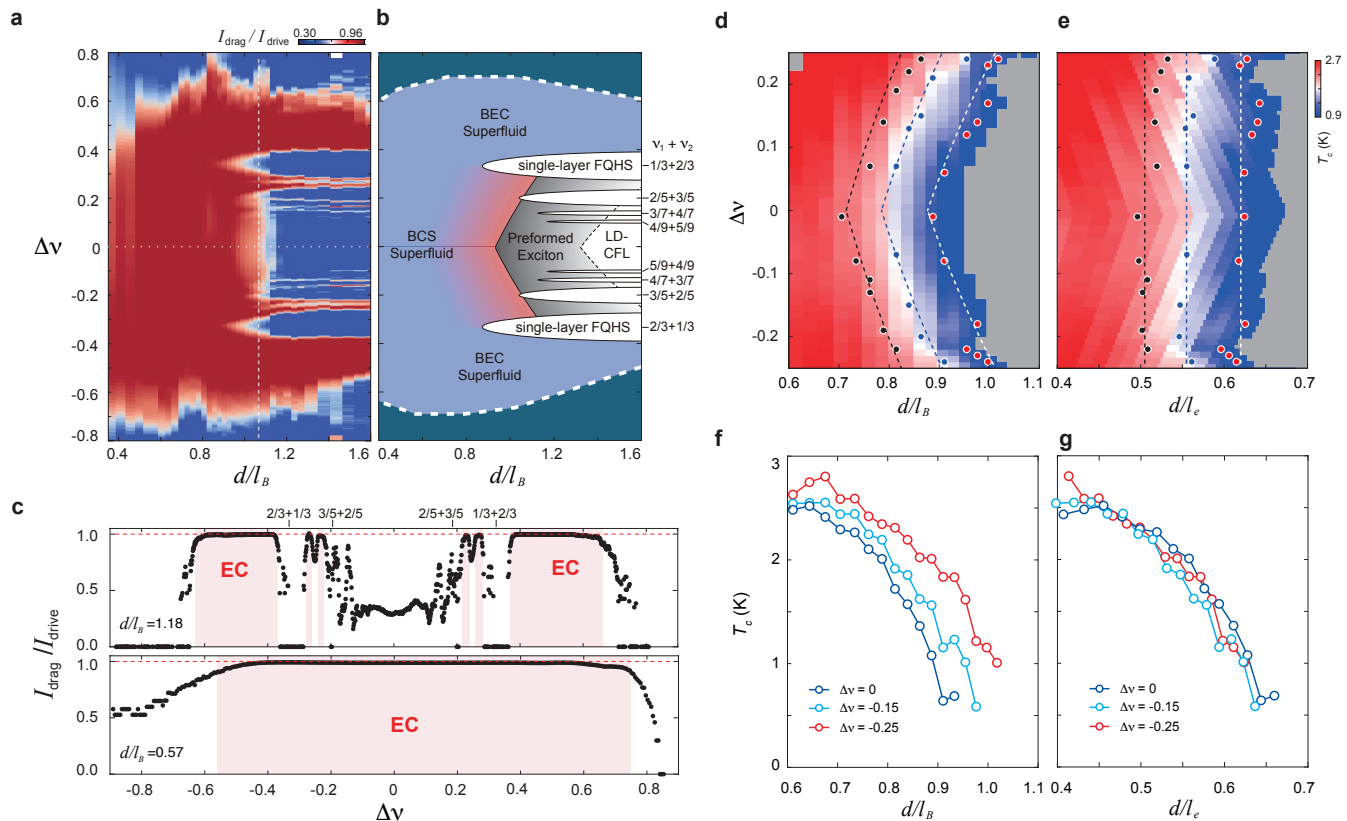 a
I drag / I drive
0.30
0.96
Δν
0.8
0.6
0.4
0.2
0
-0.2
-0.4
-0.6
-0.8
0.4
0.8
1.2
1.6
d/l_B
b
BEC
Superfluid
single-layer FQHS
BCS
Superfluid
Preformed
Exciton
LD-
CFL
single-layer FQHS
BEC
Superfluid
ν₁ + ν₂
1/3+2/3
2/5+3/5
3/7+4/7
4/9+5/9
5/9+4/9
4/7+3/7
3/5+2/5
2/3+1/3
0.4
0.8
1.2
1.6
d/l_B
c
2/3+1/3
3/5+2/5
2/5+3/5
1/3+2/3
I drag / I drive
1.0
0.5
0.0
EC
EC
d/l_B =1.18
1.0
0.5
0.0
EC
d/l_B =0.57
-0.8
-0.6
-0.4
-0.2
0.0
0.2
0.4
0.6
0.8
Δν
d
Δν
0.2
0.1
0
-0.1
-0.2
0.6
0.7
0.8
0.9
1.0
1.1
d/l_B
e
0.4
0.5
0.6
0.7
d/l_e
2.7
0.9
T_c (K)
f
T_c (K)
3
2
1
0
Δν = 0
Δν = -0.15
Δν = -0.25
0.6
0.7
0.8
0.9
1.0
1.1
d/l_B
g
Δν = 0
Δν = -0.15
Δν = -0.25
0.4
0.5
0.6
0.7
d/l_e